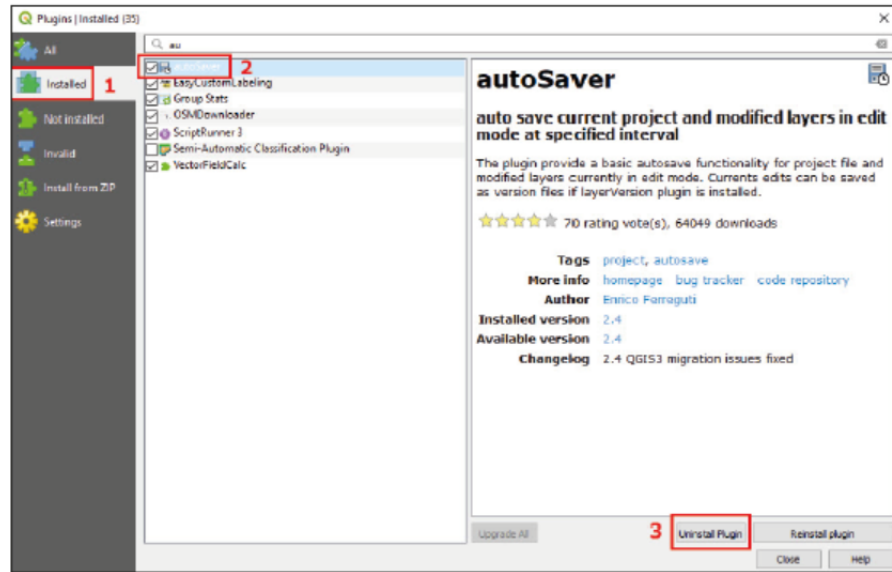 Plugins | Installed (35)
All
Installed
1
Not installed
Invalid
Install from ZIP
Settings
au
autoSaver
2
EasyCustomLabeling
Group Stats
OSMDownloader
ScriptRunner 3
Semi-Automatic Classification Plugin
VectorFieldCalc
autoSaver
auto save current project and modified layers in edit
mode at specified interval
The plugin provide a basic autosave functionality for project file and
modified layers currently in edit mode. Currents edits can be saved
as version files if layerVersion plugin is installed.
70 rating vote(s), 64049 downloads
Tags project, autosave
More info homepage bug tracker code repository
Author Enrico Ferreguti
Installed version 2.4
Available version 2.4
Changelog 2.4 QGIS3 migration issues fixed
Upgrade All
3
Uninstall Plugin
Reinstall plugin
Close
Help